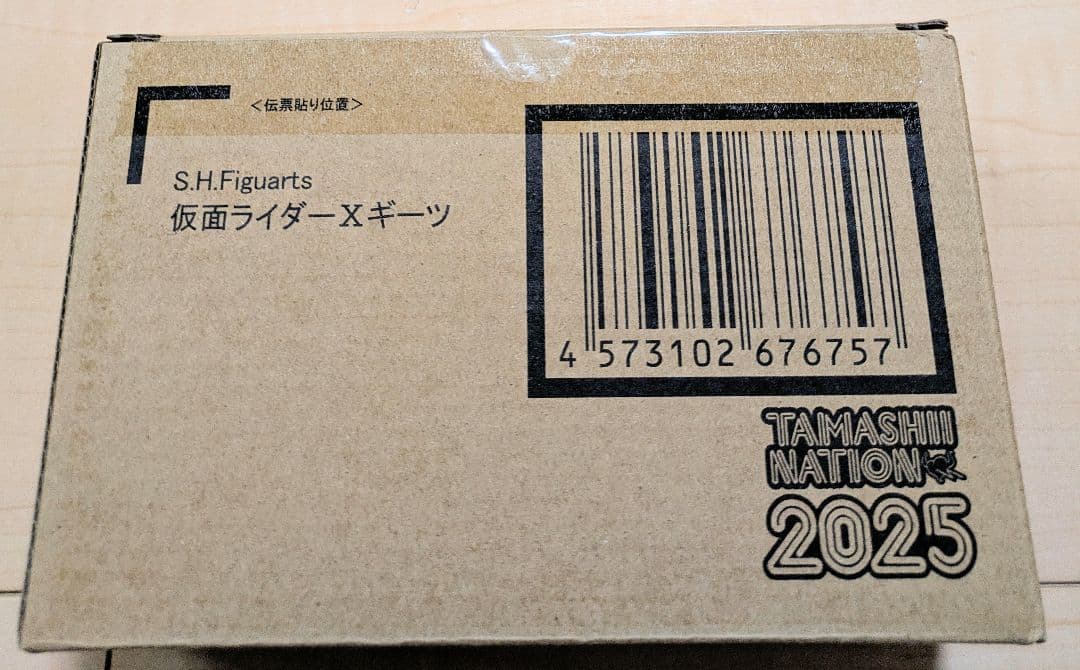 <伝票貼り位置>
S.H.Figuarts
仮面ライダーXギーツ
4 573102 676757
TAMASHII
NATION
2025